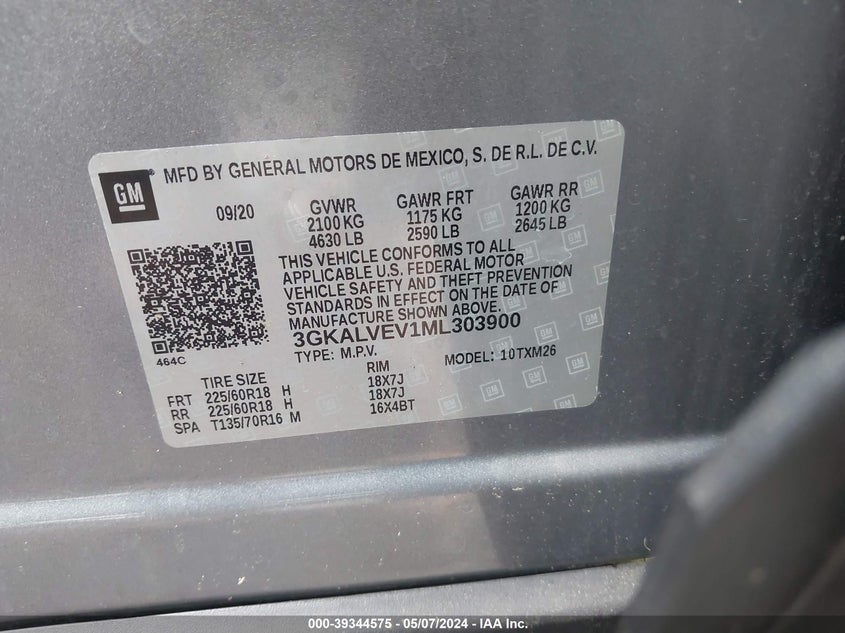 GM
MFD BY GENERAL MOTORS DE MEXICO, S. DE R.L. DE C.V.
09/20 GVWR GAWR FRT GAWR RR
2100 KG 1175 KG 1200 KG
4630 LB 2590 LB 2645 LB
THIS VEHICLE CONFORMS TO ALL
APPLICABLE U.S. FEDERAL MOTOR
VEHICLE SAFETY AND THEFT PREVENTION
STANDARDS IN EFFECT ON THE DATE OF
MANUFACTURE SHOWN ABOVE.
3GKALVEV1ML303900
464C
TYPE: M.P.V. MODEL: 10TXM26
TIRE SIZE RIM
FRT 225/60R18 H 18X7J
RR 225/60R18 H 18X7J
SPA T135/70R16 M 16X4BT
000-39344575 - 05/07/2024 - IAA Inc.